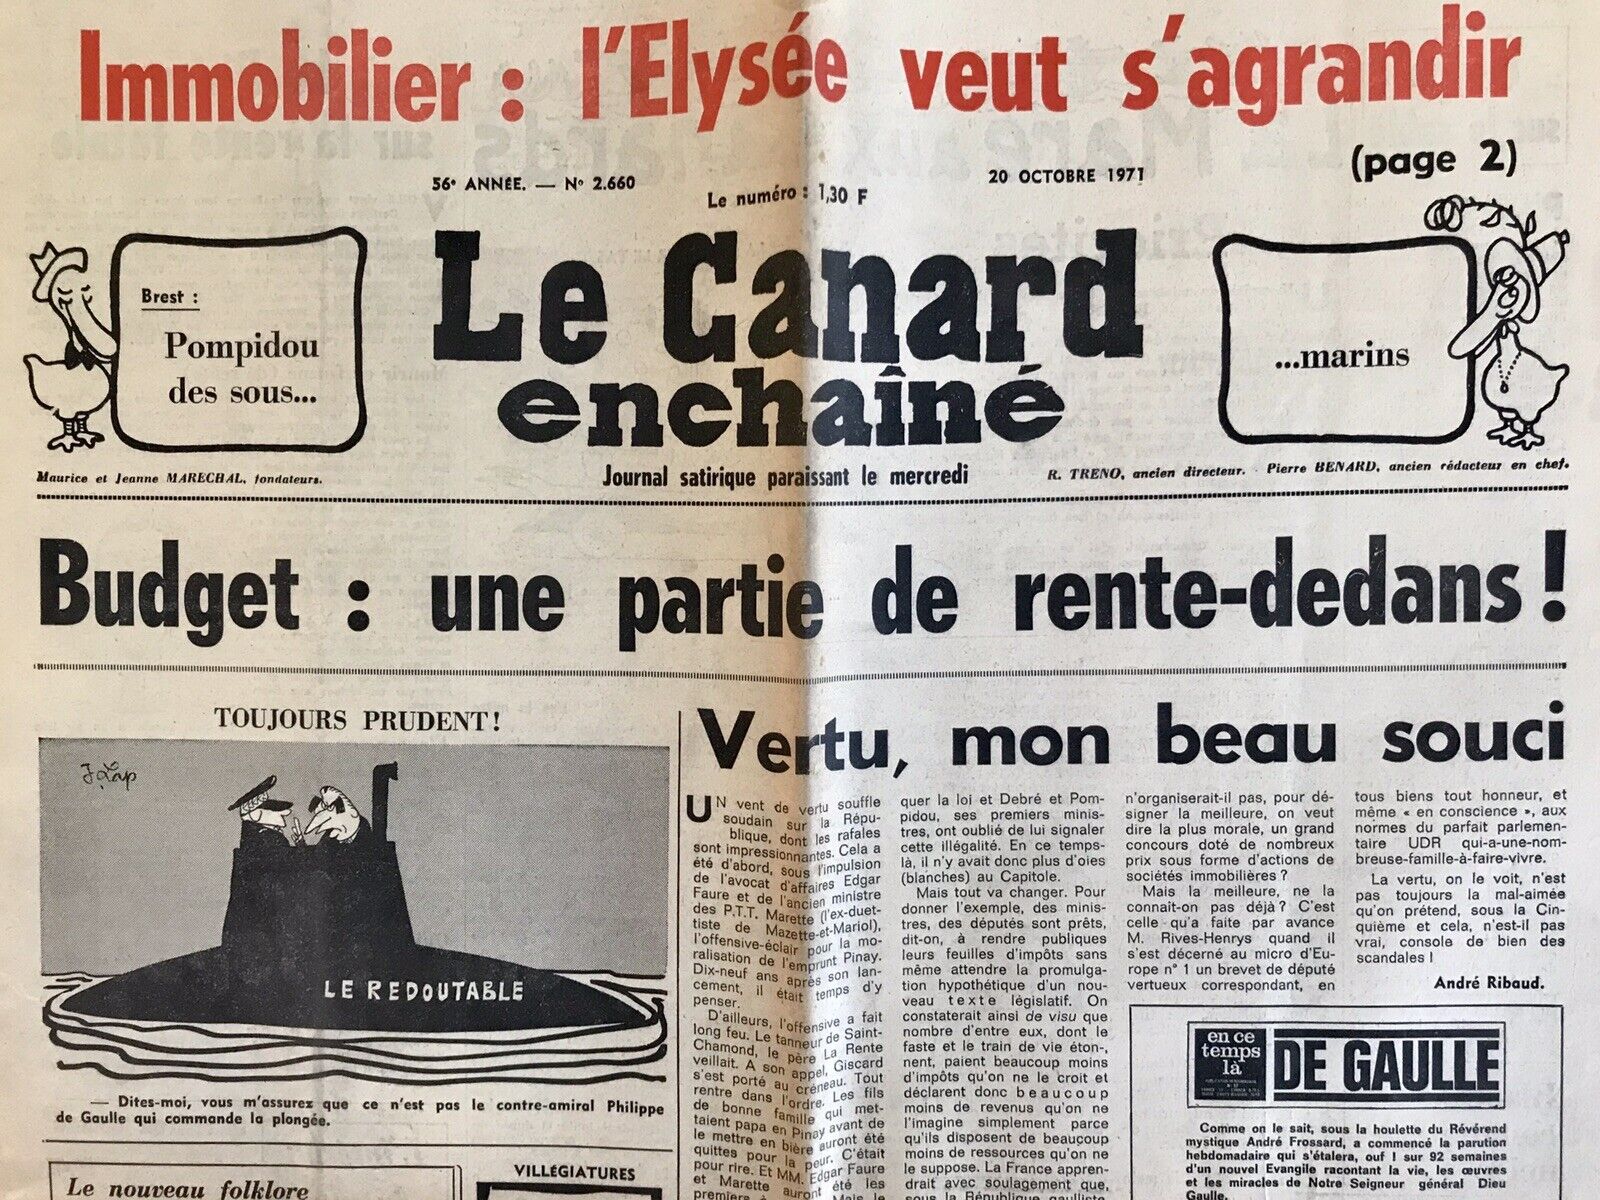 Immobilier : l'Elysée veut s'agrandir
(page 2)
56e ANNÉE. — No 2.660
Le numéro : 1,30 F
20 OCTOBRE 1971
Brest :
Pompidou
des sous...
Le Canard
enchaîné
...marins
Maurice et Jeanne MARECHAL, fondateurs.
Journal satirique paraissant le mercredi
R. TRENO, ancien directeur. - Pierre BENARD, ancien rédacteur en chef.
Budget : une partie de rente-dedans !
TOUJOURS PRUDENT !
J. Lap
LE REDOUTABLE
— Dites-moi, vous m'assurez que ce n'est pas le contre-amiral Philippe
de Gaulle qui commande la plongée.
Le nouveau folklore
VILLÉGIATURES
Vertu, mon beau souci
UN vent de vertu souffle
soudain sur la Répu-
blique, dont les rafales
sont impressionnantes. Cela a
été d'abord, sous l'impulsion
de l'avocat d'affaires Edgar
Faure et de l'ancien ministre
des P.T.T. Marette (l'ex-duet-
tiste de Mazette-et-Mariol),
l'offensive-éclair pour la mo-
ralisation de l'emprunt Pinay.
Dix-neuf ans après son lan-
cement, il était temps d'y
penser.
D'ailleurs, l'offensive a fait
long feu. Le tanneur de Saint-
Chamond, le père La Rente
veillait. A son appel, Giscard
s'est porté au créneau. Tout
rentre dans l'ordre. Les fils
de bonne famille qui met-
taient papa en Pinay avant de
le mettre en bière auront été
quittes pour la peur. C'était
pour rire. Et MM. Edgar Faure
et Marette auront été les
premiers à
quer la loi et Debré et Pom-
pidou, ses premiers minis-
tres, ont oublié de lui signaler
cette illégalité. En ce temps-
là, il n'y avait donc plus d'oies
(blanches) au Capitole.
Mais tout va changer. Pour
donner l'exemple, des minis-
tres, des députés sont prêts,
dit-on, à rendre publiques
leurs feuilles d'impôts sans
même attendre la promulga-
tion hypothétique d'un nou-
veau texte législatif. On
constaterait ainsi de visu que
nombre d'entre eux, dont le
faste et le train de vie éton-,
nent, paient beaucoup moins
d'impôts qu'on ne le croit et
déclarent donc beaucoup
moins de revenus qu'on ne
l'imagine simplement parce
qu'ils disposent de beaucoup
moins de ressources qu'on ne
le suppose. La France appren-
drait avec soulagement que,
sous la République gaulliste
n'organiserait-il pas, pour dé-
signer la meilleure, on veut
dire la plus morale, un grand
concours doté de nombreux
prix sous forme d'actions de
sociétés immobilières ?
Mais la meilleure, ne la
connaît-on pas déjà ? C'est
celle qu'a faite par avance
M. Rives-Henrys quand il
s'est décerné au micro d'Eu-
rope n° 1 un brevet de député
vertueux correspondant, en
tous biens tout honneur, et
même « en conscience », aux
normes du parfait parlemen-
taire UDR qui-a-une-nom-
breuse-famille-à-faire-vivre.
La vertu, on le voit, n'est
pas toujours la mal-aimée
qu'on prétend, sous la Cin-
quième et cela, n'est-il pas
vrai, console de bien des
scandales !
André Ribaud.
en ce
temps
là
DE GAULLE
Comme on le sait, sous la houlette du Révérend
mystique André Frossard, a commencé la parution
hebdomadaire qui s'étalera, ouf ! sur 92 semaines
d'un nouvel Evangile racontant la vie, les œuvres
et les miracles de Notre Seigneur général Dieu
Gaulle.